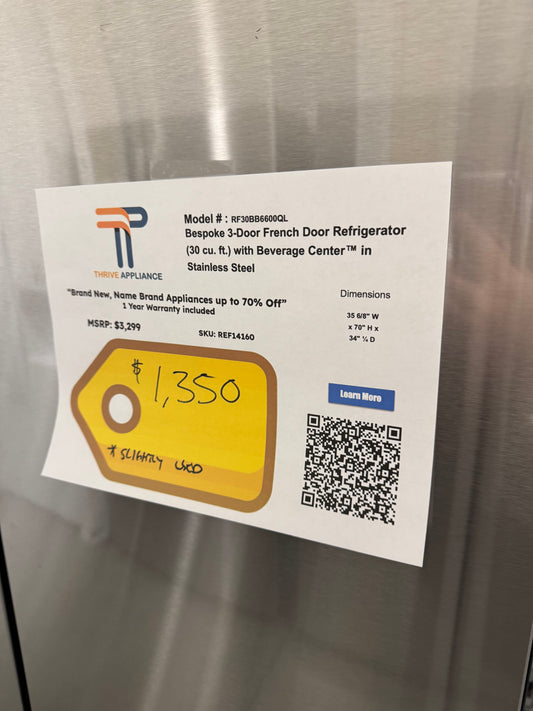 THRIVE APPLIANCE
Model # : RF30BB6600QL
Bespoke 3-Door French Door Refrigerator
(30 cu. ft.) with Beverage Center™ in
Stainless Steel
"Brand New, Name Brand Appliances up to 70% Off"
1 Year Warranty included
MSRP: $3,299
SKU: REF14160
Dimensions
35 6/8" W
x 70" H x
34" ¼ D
$1,350
* SLIGHTLY USED
Learn More